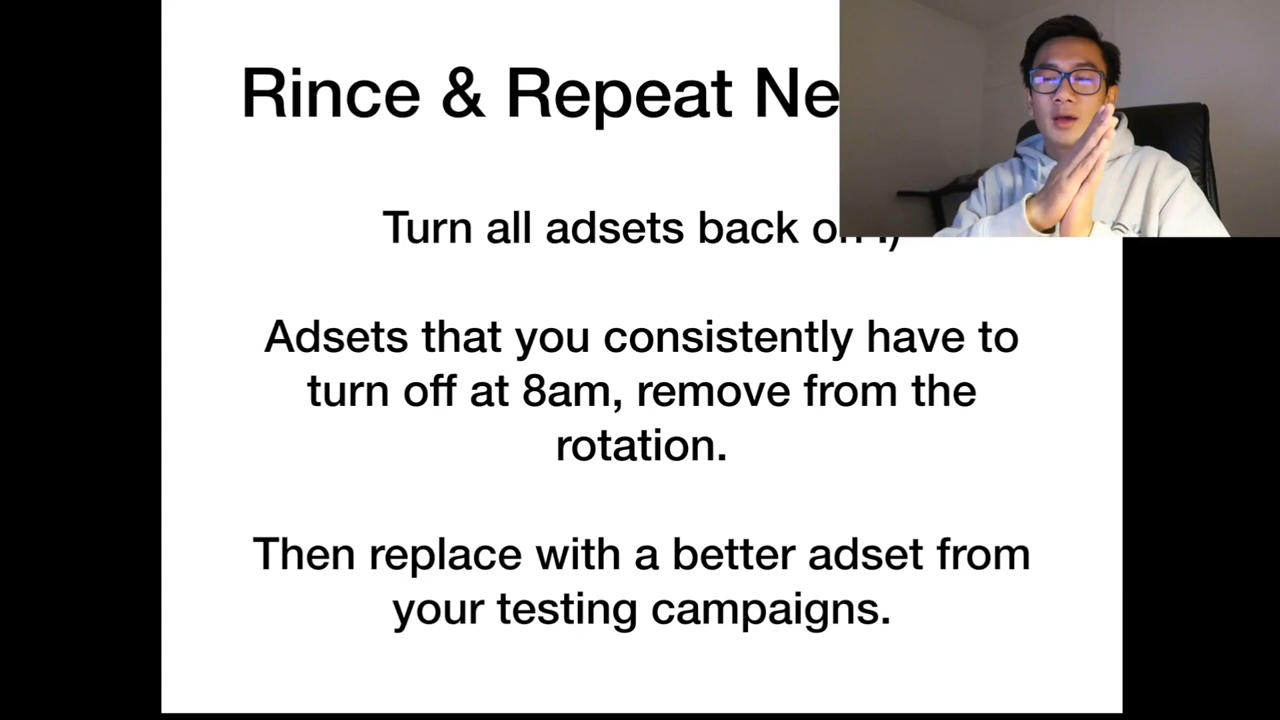 Rince & Repeat Ne
Turn all adsets back on :)
Adsets that you consistently have to
turn off at 8am, remove from the
rotation.
Then replace with a better adset from
your testing campaigns.